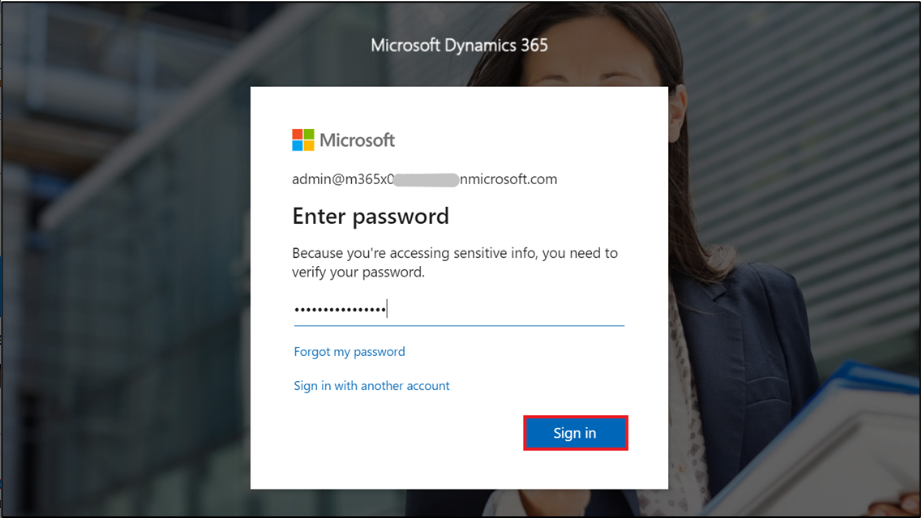 Microsoft Dynamics 365
Microsoft
admin@m365x0 nmicrosoft.com
Enter password
Because you're accessing sensitive info, you need to
verify your password.
••••••••••••••••
Forgot my password
Sign in with another account
Sign in